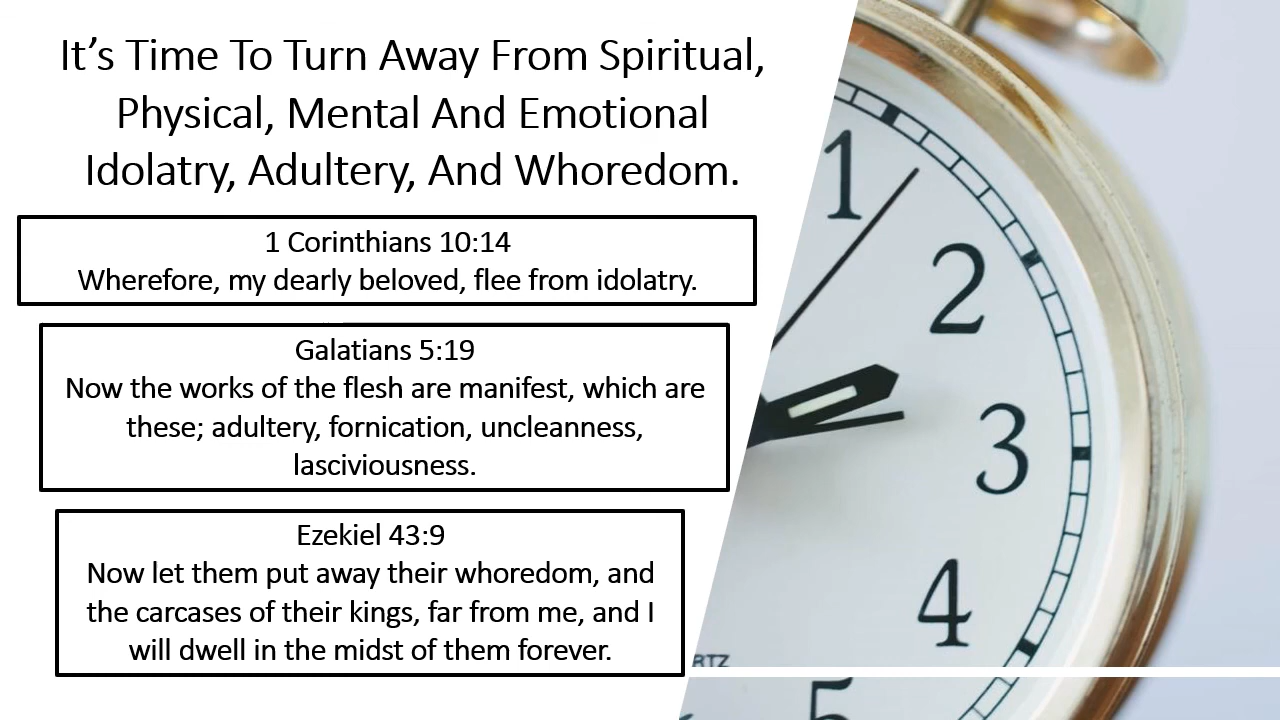 It’s Time To Turn Away From Spiritual,
Physical, Mental And Emotional
Idolatry, Adultery, And Whoredom.
1 Corinthians 10:14
Wherefore, my dearly beloved, flee from idolatry.
Galatians 5:19
Now the works of the flesh are manifest, which are
these; adultery, fornication, uncleanness,
lasciviousness.
Ezekiel 43:9
Now let them put away their whoredom, and
the carcases of their kings, far from me, and I
will dwell in the midst of them forever.
1
2
3
4
RTZ
5